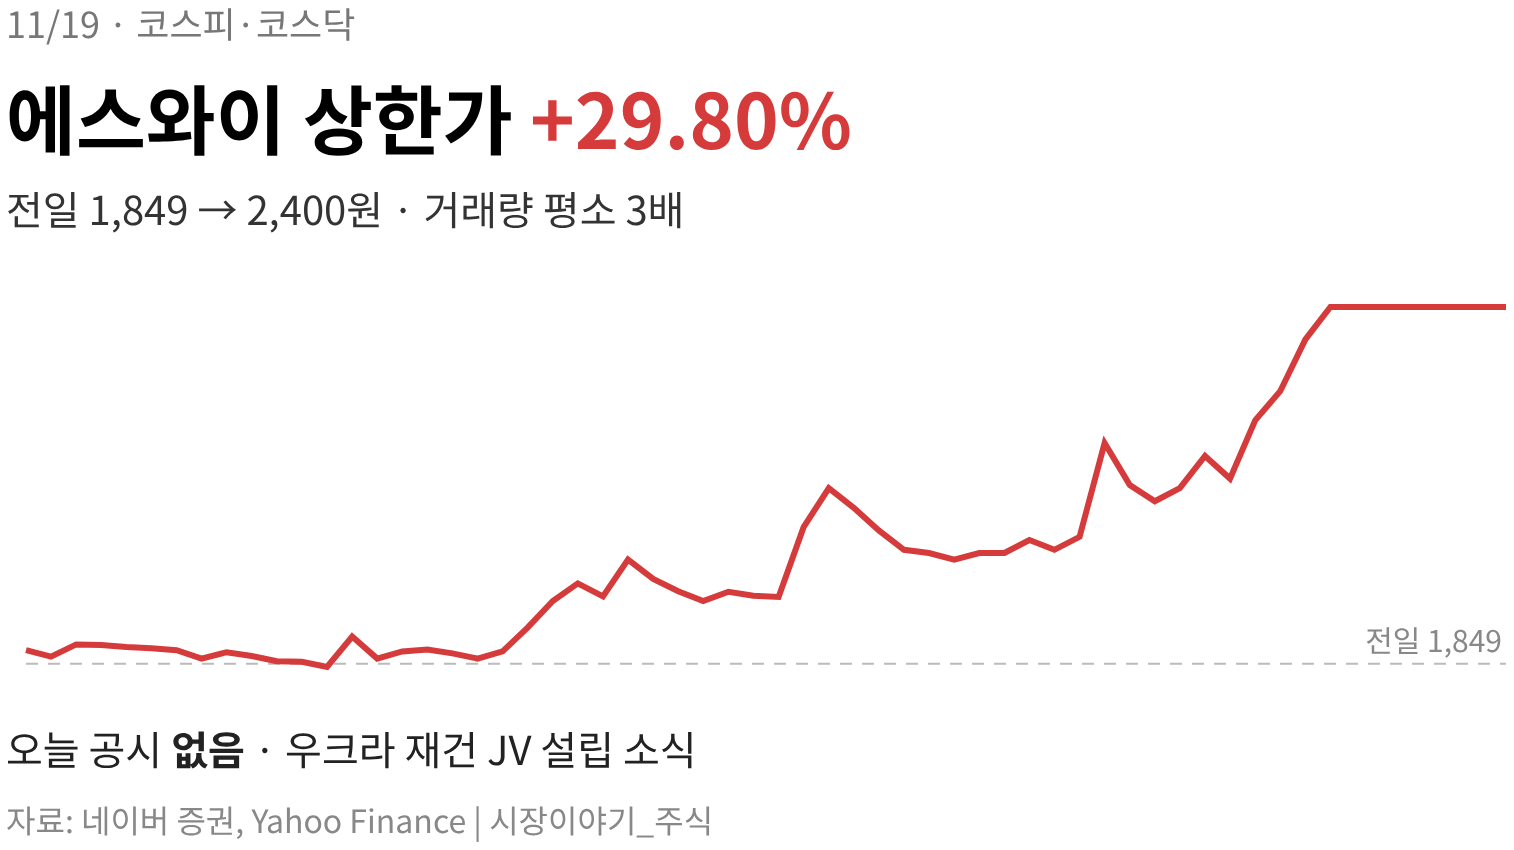 11/19 · 코스피·코스닥
에스와이 상한가 +29.80%
전일 1,849 → 2,400원 · 거래량 평소 3배
전일 1,849
오늘 공시 없음 · 우크라 재건 JV 설립 소식
자료: 네이버 증권, Yahoo Finance | 시장이야기_주식